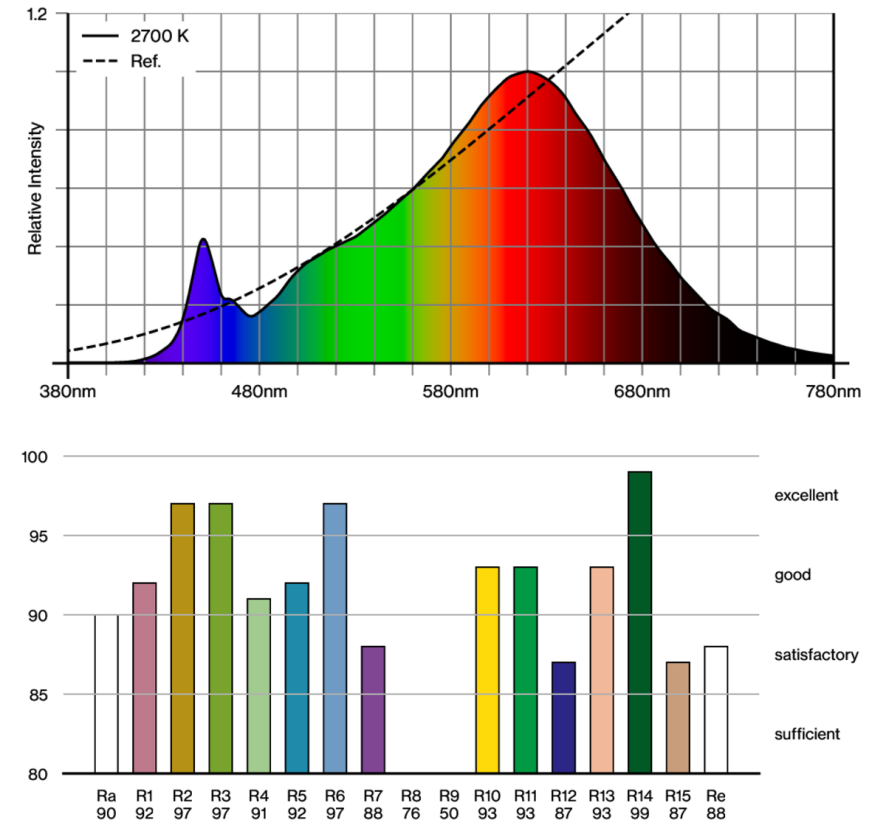 1.2
2700 K
Ref.
Relative Intensity
380nm 480nm 580nm 680nm 780nm
100
excellent
95
good
90
satisfactory
85
sufficient
80
Ra R1 R2 R3 R4 R5 R6 R7 R8 R9 R10 R11 R12 R13 R14 R15 Re
90 92 97 97 91 92 97 88 76 50 93 93 87 93 99 87 88